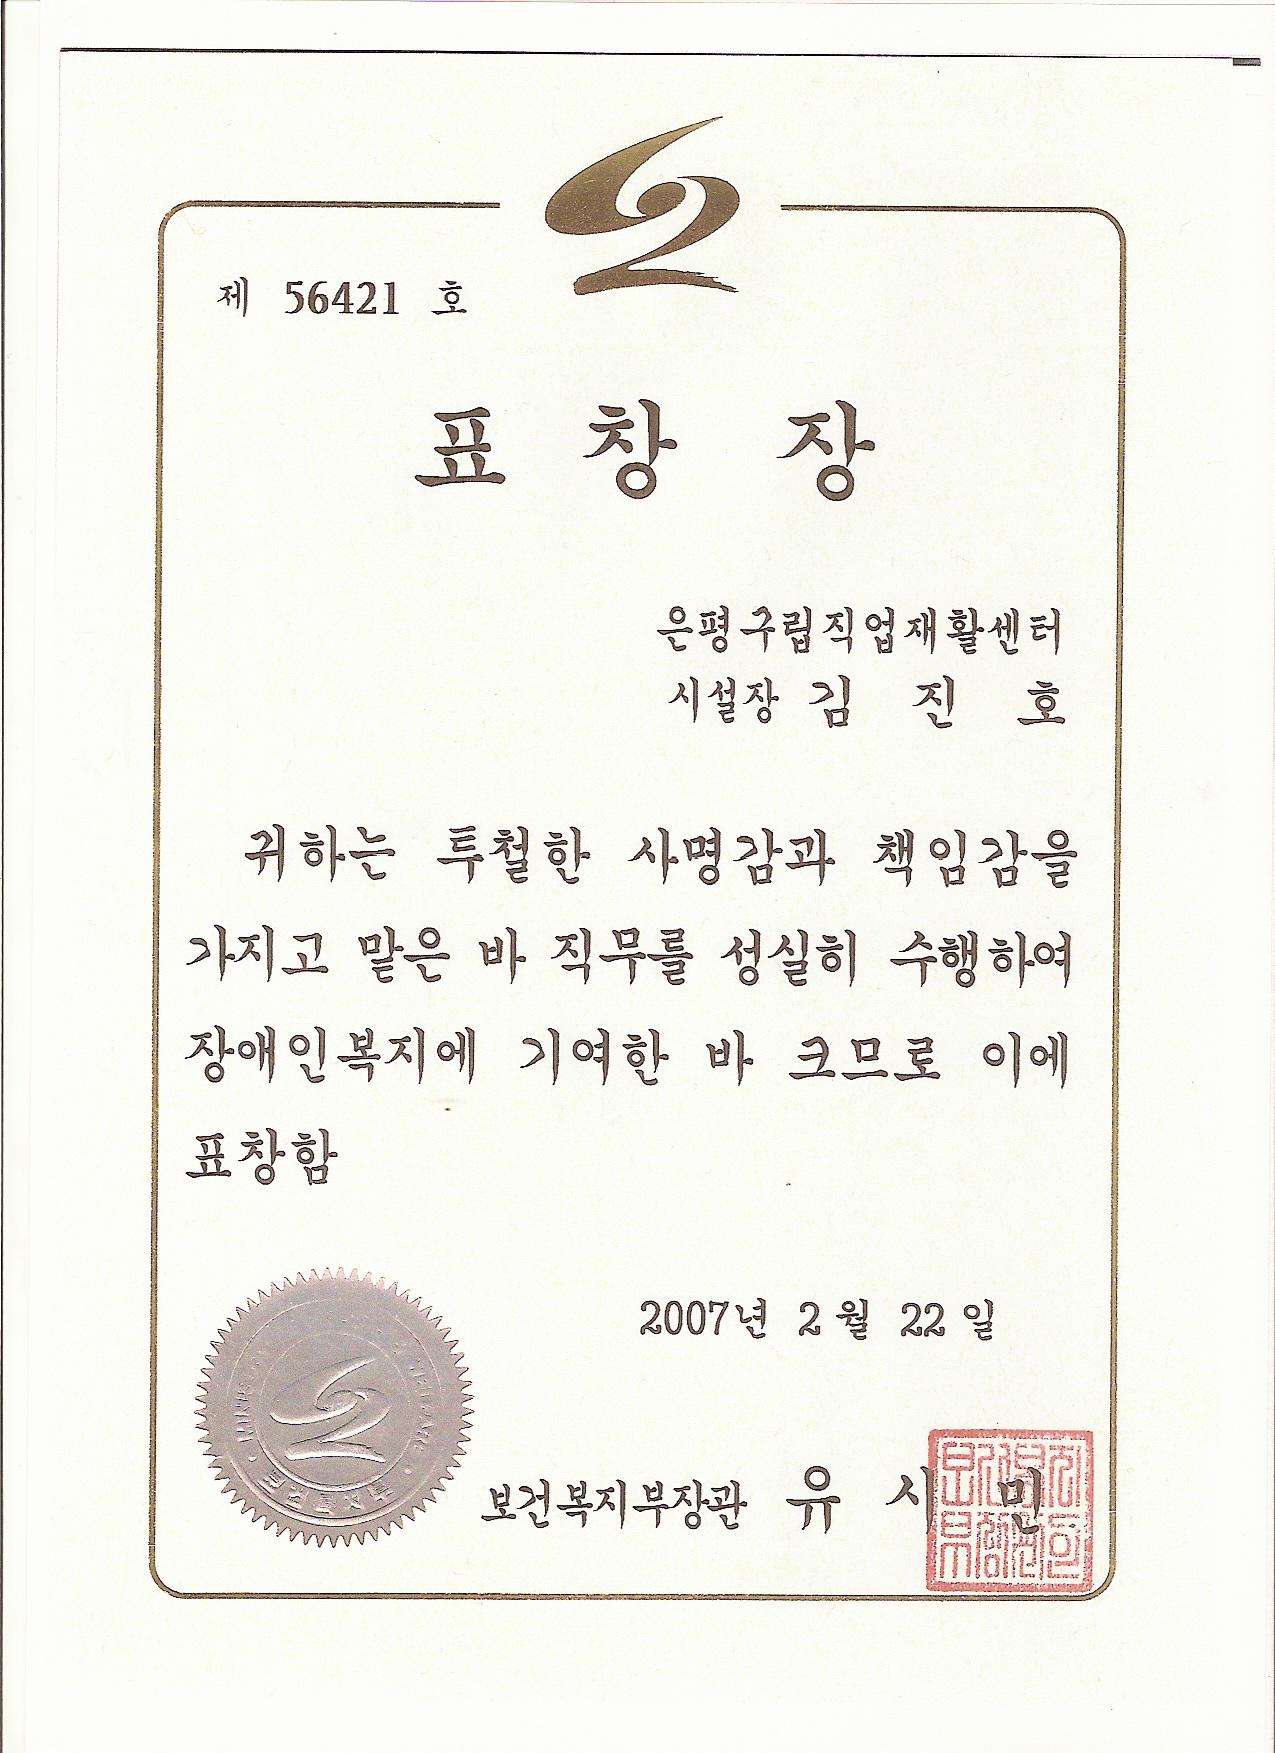 제 56421 호
표 창 장
은평구립직업재활센터
시설장 김 진 호
귀하는 투철한 사명감과 책임감을
가지고 맡은 바 직무를 성실히 수행하여
장애인복지에 기여한 바 크므로 이에
표창함
2007년 2월 22일
보건복지부장관 유 시 민